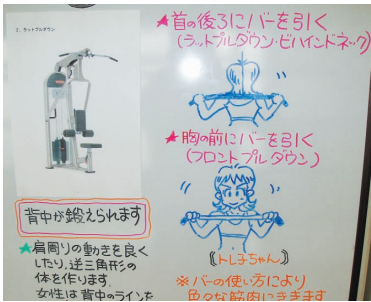 2、ラットプルダウン
★首の後ろにバーを引く
(ラットプルダウン・ビハインドネック)
★胸の前にバーを引く
(フロントプルダウン)
《トレ子ちゃん》
※バーの使い方により
色々な筋肉にききます
背中が鍛えられます
★肩周りの動きを良く
したり、逆三角形の
体を作ります。
女性は背中のラインを